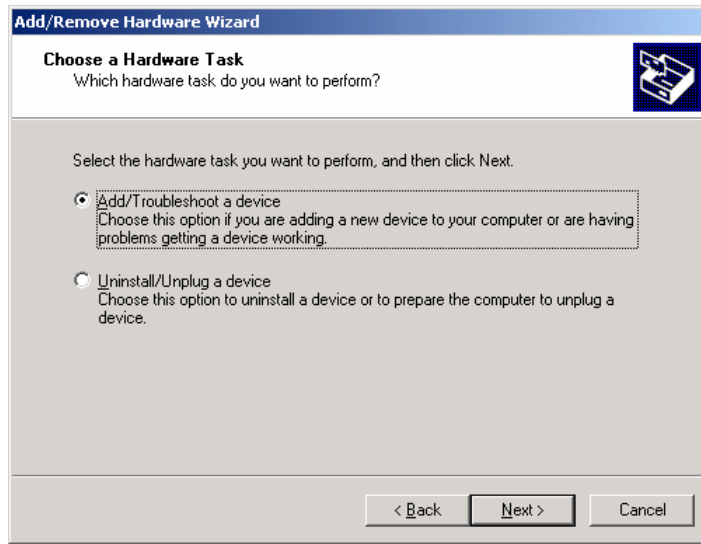 Add/Remove Hardware Wizard
Choose a Hardware Task
Which hardware task do you want to perform?
Select the hardware task you want to perform, and then click Next.
Add/Troubleshoot a device
Choose this option if you are adding a new device to your computer or are having
problems getting a device working.
Uninstall/Unplug a device
Choose this option to uninstall a device or to prepare the computer to unplug a
device.
< Back Next > Cancel